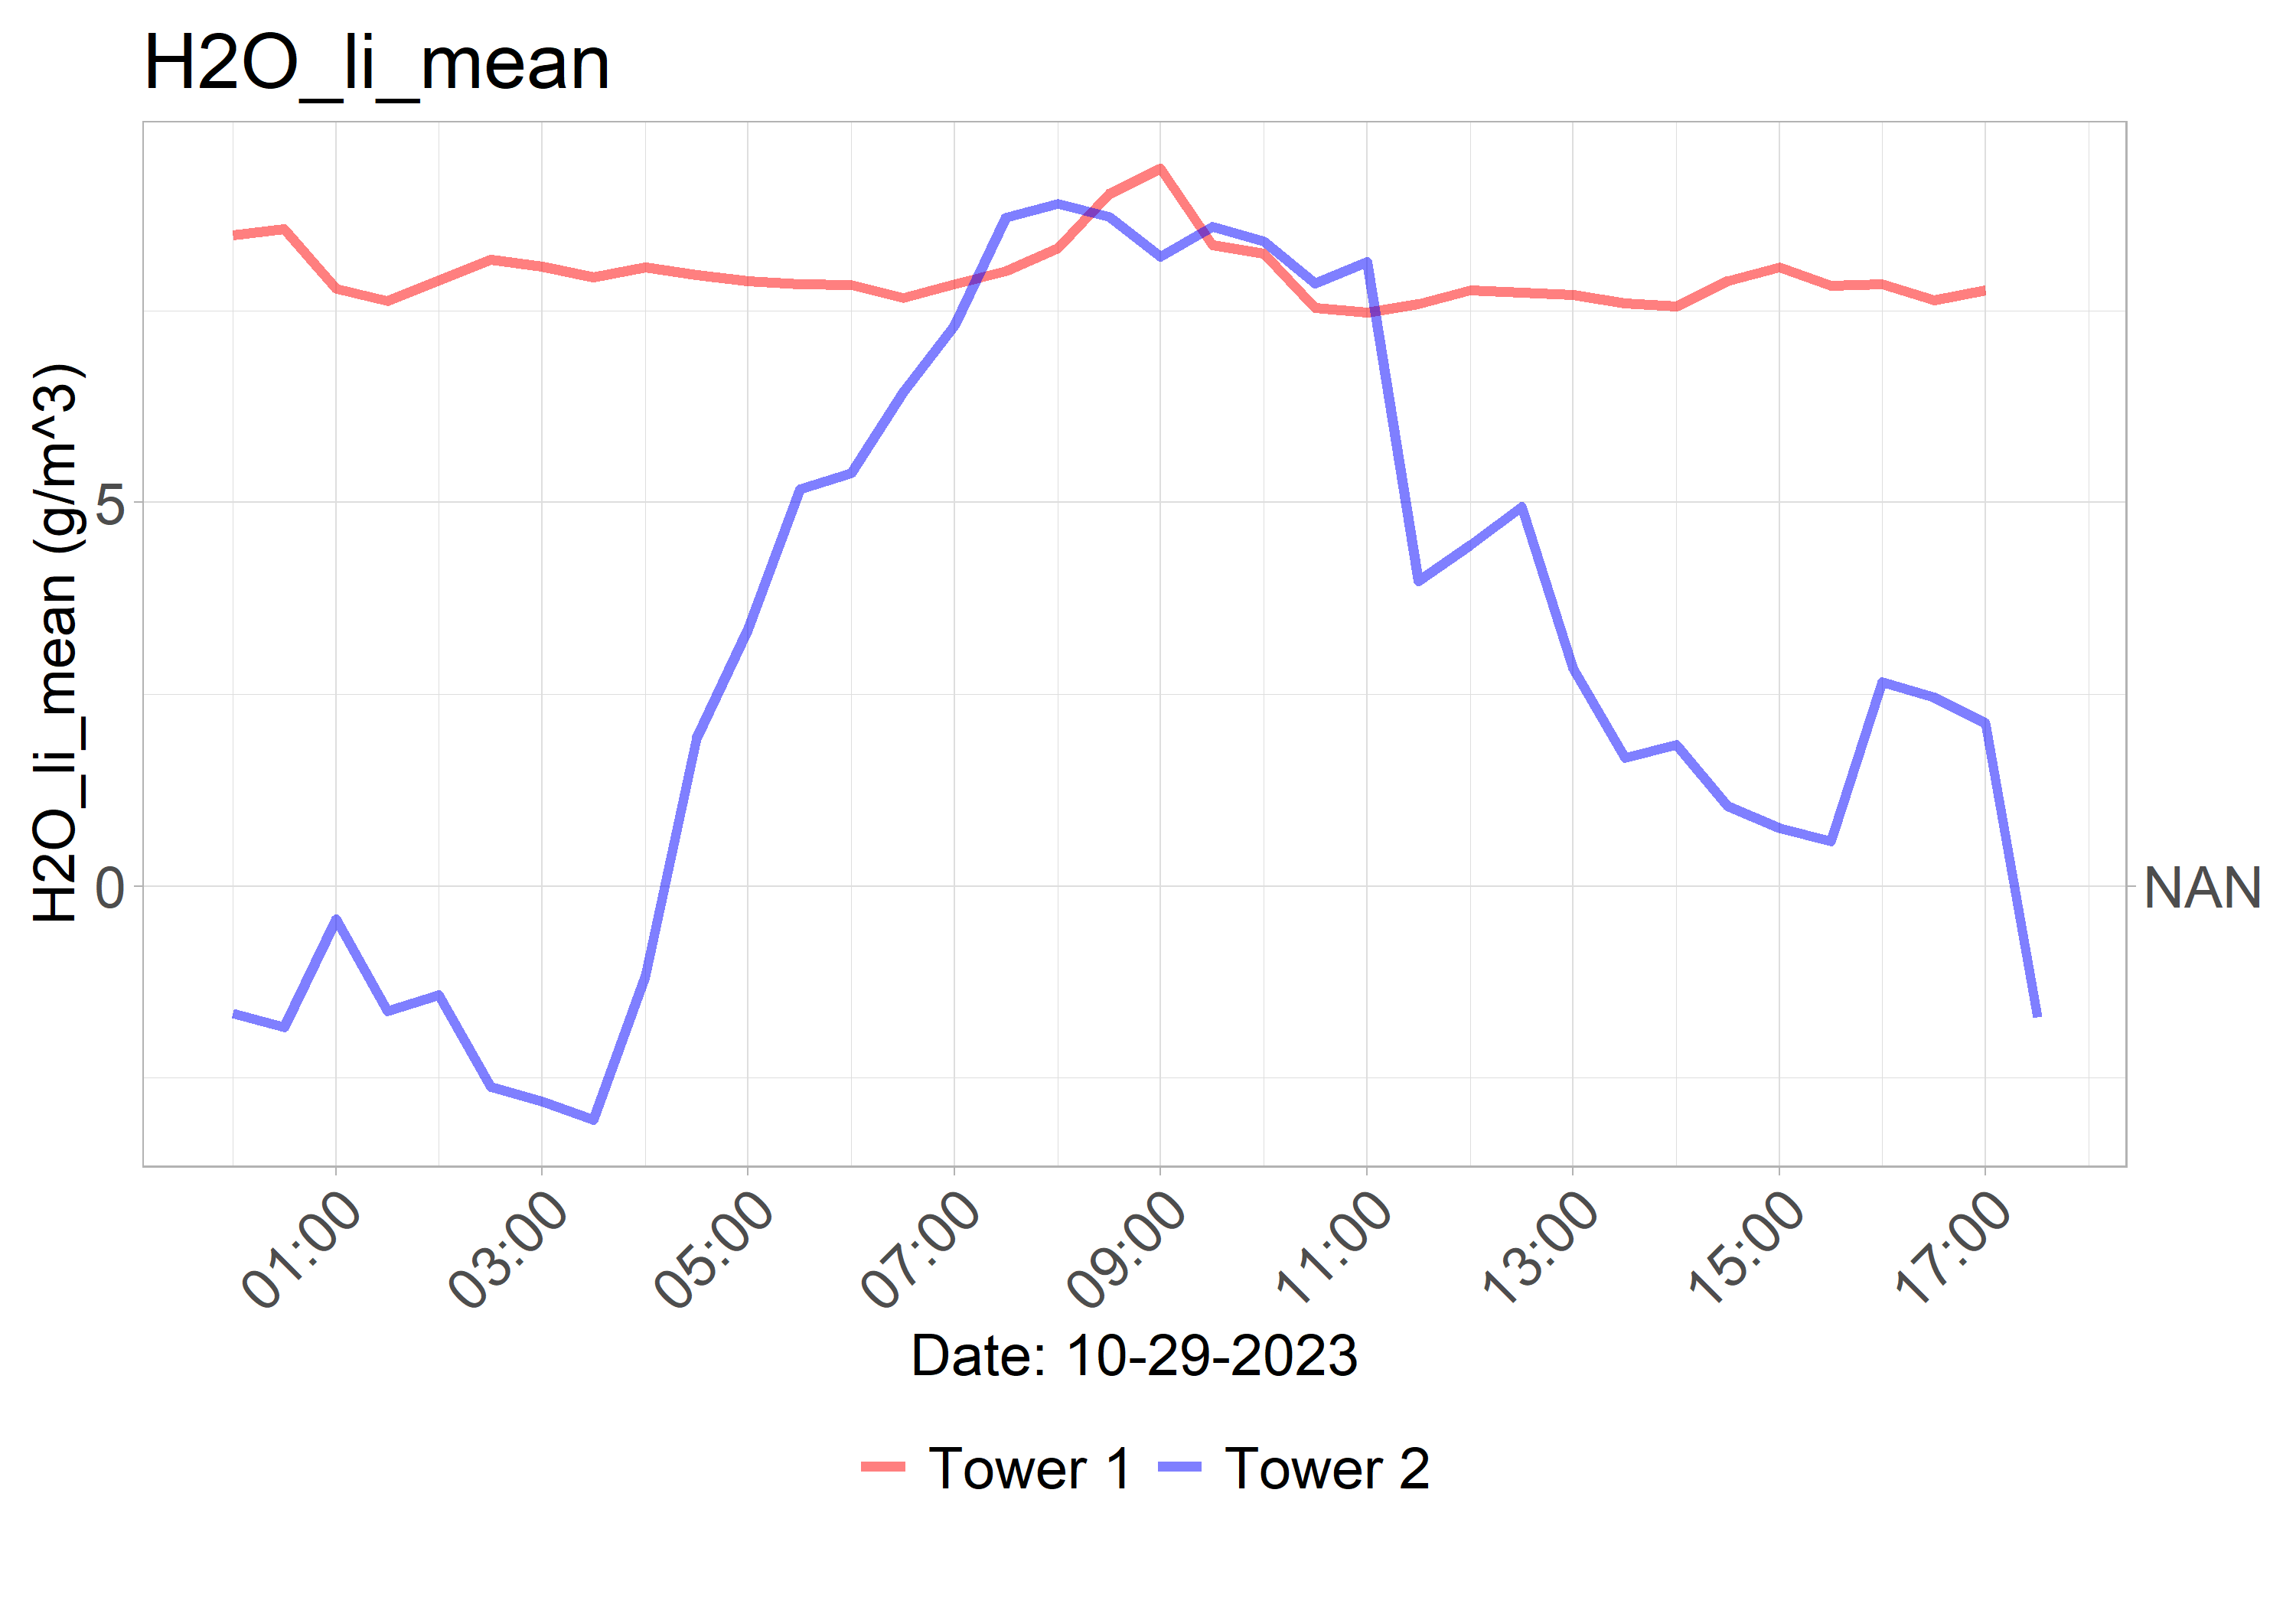 H2O_li_mean
H2O_li_mean (g/m^3)
5
0
NAN
01:00
03:00
05:00
07:00
09:00
11:00
13:00
15:00
17:00
Date: 10-29-2023
Tower 1
Tower 2